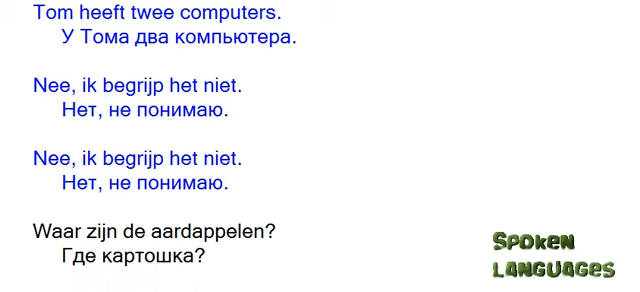 Tom heeft twee computers.
У Тома два компьютера.
Nee, ik begrijp het niet.
Нет, не понимаю.
Nee, ik begrijp het niet.
Нет, не понимаю.
Waar zijn de aardappelen?
Где картошка?
Spoken
Languages